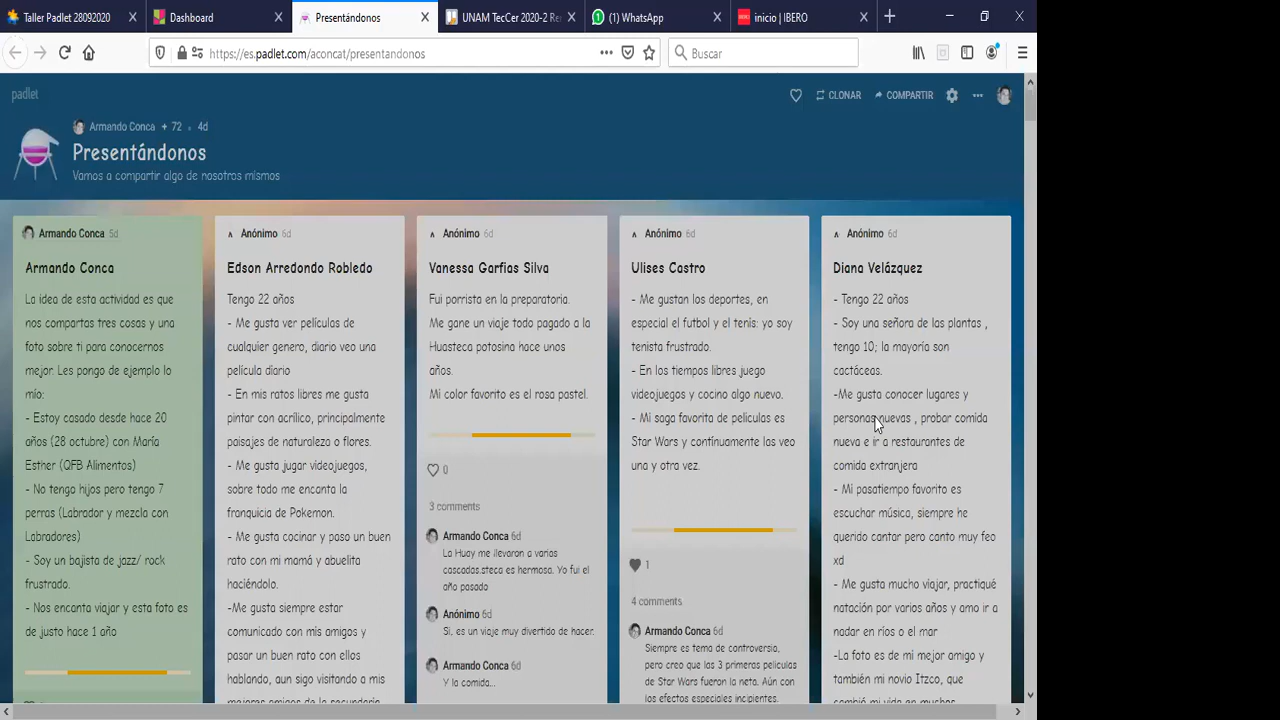 Taller Padlet 28092020
Dashboard
Presentándonos
UNAM TecCer 2020-2 Re
(1) WhatsApp
inicio | IBERO
https://es.padlet.com/aconcat/presentandonos
Buscar
padlet
CLONAR
COMPARTIR
Armando Conca + 72 4d
Presentándonos
Vamos a compartir algo de nosotros mismos
Armando Conca 5d
Armando Conca
La idea de esta actividad es que
nos compartas tres cosas y una
foto sobre ti para conocernos
mejor. Les pongo de ejemplo lo
mío:
- Estoy casado desde hace 20
años (28 octubre) con María
Esther (QFB Alimentos)
- No tengo hijos pero tengo 7
perras (Labrador y mezcla con
Labradores)
- Soy un bajista de jazz/ rock
frustrado.
- Nos encanta viajar y esta foto es
de justo hace 1 año
Anónimo 6d
Edson Arredondo Robledo
Tengo 22 años
- Me gusta ver películas de
cualquier genero, diario veo una
película diario
- En mis ratos libres me gusta
pintar con acrílico, principalmente
paisajes de naturaleza o flores.
- Me gusta jugar videojuegos,
sobre todo me encanta la
franquicia de Pokemon.
- Me gusta cocinar y paso un buen
rato con mi mamá y abuelita
haciéndolo.
-Me gusta siempre estar
comunicado con mis amigos y
pasar un buen rato con ellos
hablando, aun sigo visitando a mis
mejores amigos de la secundaria
Anónimo 6d
Vanessa Garfias Silva
Fui porrista en la preparatoria.
Me gane un viaje todo pagado a la
Huasteca potosina hace unos
años.
Mi color favorito es el rosa pastel.
0
3 comments
Armando Conca 6d
La Huay me llevaron a varias
cascadas.steca es hermosa. Yo fui el
año pasado
Anónimo 6d
Si, es un viaje muy divertido de hacer.
Armando Conca 6d
Y la comida...
Anónimo 6d
Ulises Castro
- Me gustan los deportes, en
especial el futbol y el tenis: yo soy
tenista frustrado.
- En los tiempos libres juego
videojuegos y cocino algo nuevo.
- Mi saga favorita de peliculas es
Star Wars y contínuamente las veo
una y otra vez.
1
4 comments
Armando Conca 6d
Siempre es tema de controversia,
pero creo que las 3 primeras películas
de Star Wars fueron la neta. Aún con
los efectos especiales incipientes.
Anónimo 6d
Diana Velázquez
- Tengo 22 años
- Soy una señora de las plantas ,
tengo 10; la mayoría son
cactáceas.
-Me gusta conocer lugares y
personas nuevas , probar comida
nueva e ir a restaurantes de
comida extranjera
- Mi pasatiempo favorito es
escuchar música, siempre he
querido cantar pero canto muy feo
xd
- Me gusta mucho viajar, practiqué
natación por varios años y amo ir a
nadar en ríos o el mar
-La foto es de mi mejor amigo y
también mi novio Itzco, que
cambió mi vida en muchos